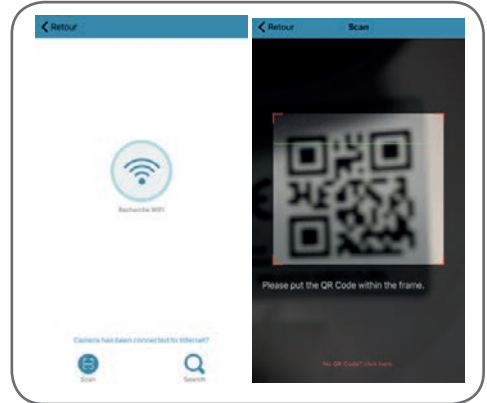 Retour
Recherche WIFI
Camera has been connected to Internet?
Scan
Search
Retour
Scan
Please put the QR Code within the frame.
No QR Code? click here.